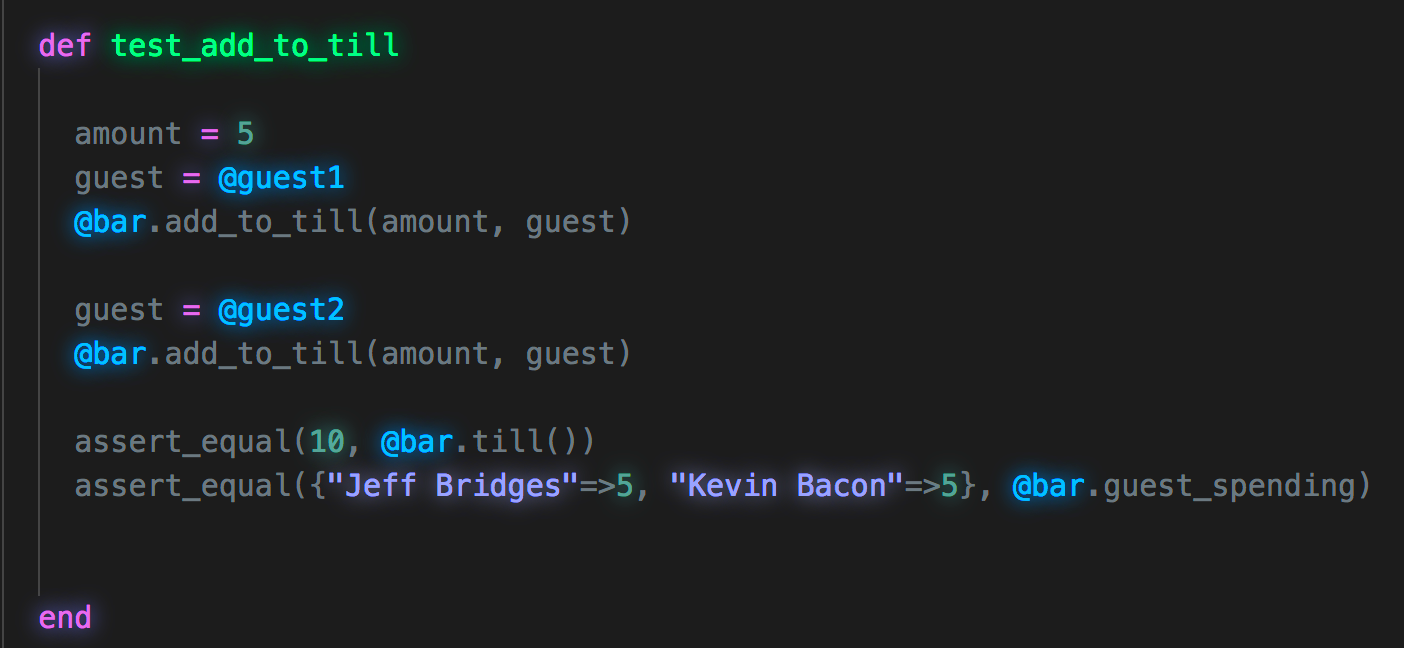 def test_add_to_till
amount = 5
guest = @guest1
@bar.add_to_till(amount, guest)
guest = @guest2
@bar.add_to_till(amount, guest)
assert_equal(10, @bar.till())
assert_equal({"Jeff Bridges"=>5, "Kevin Bacon"=>5}, @bar.guest_spending)
end